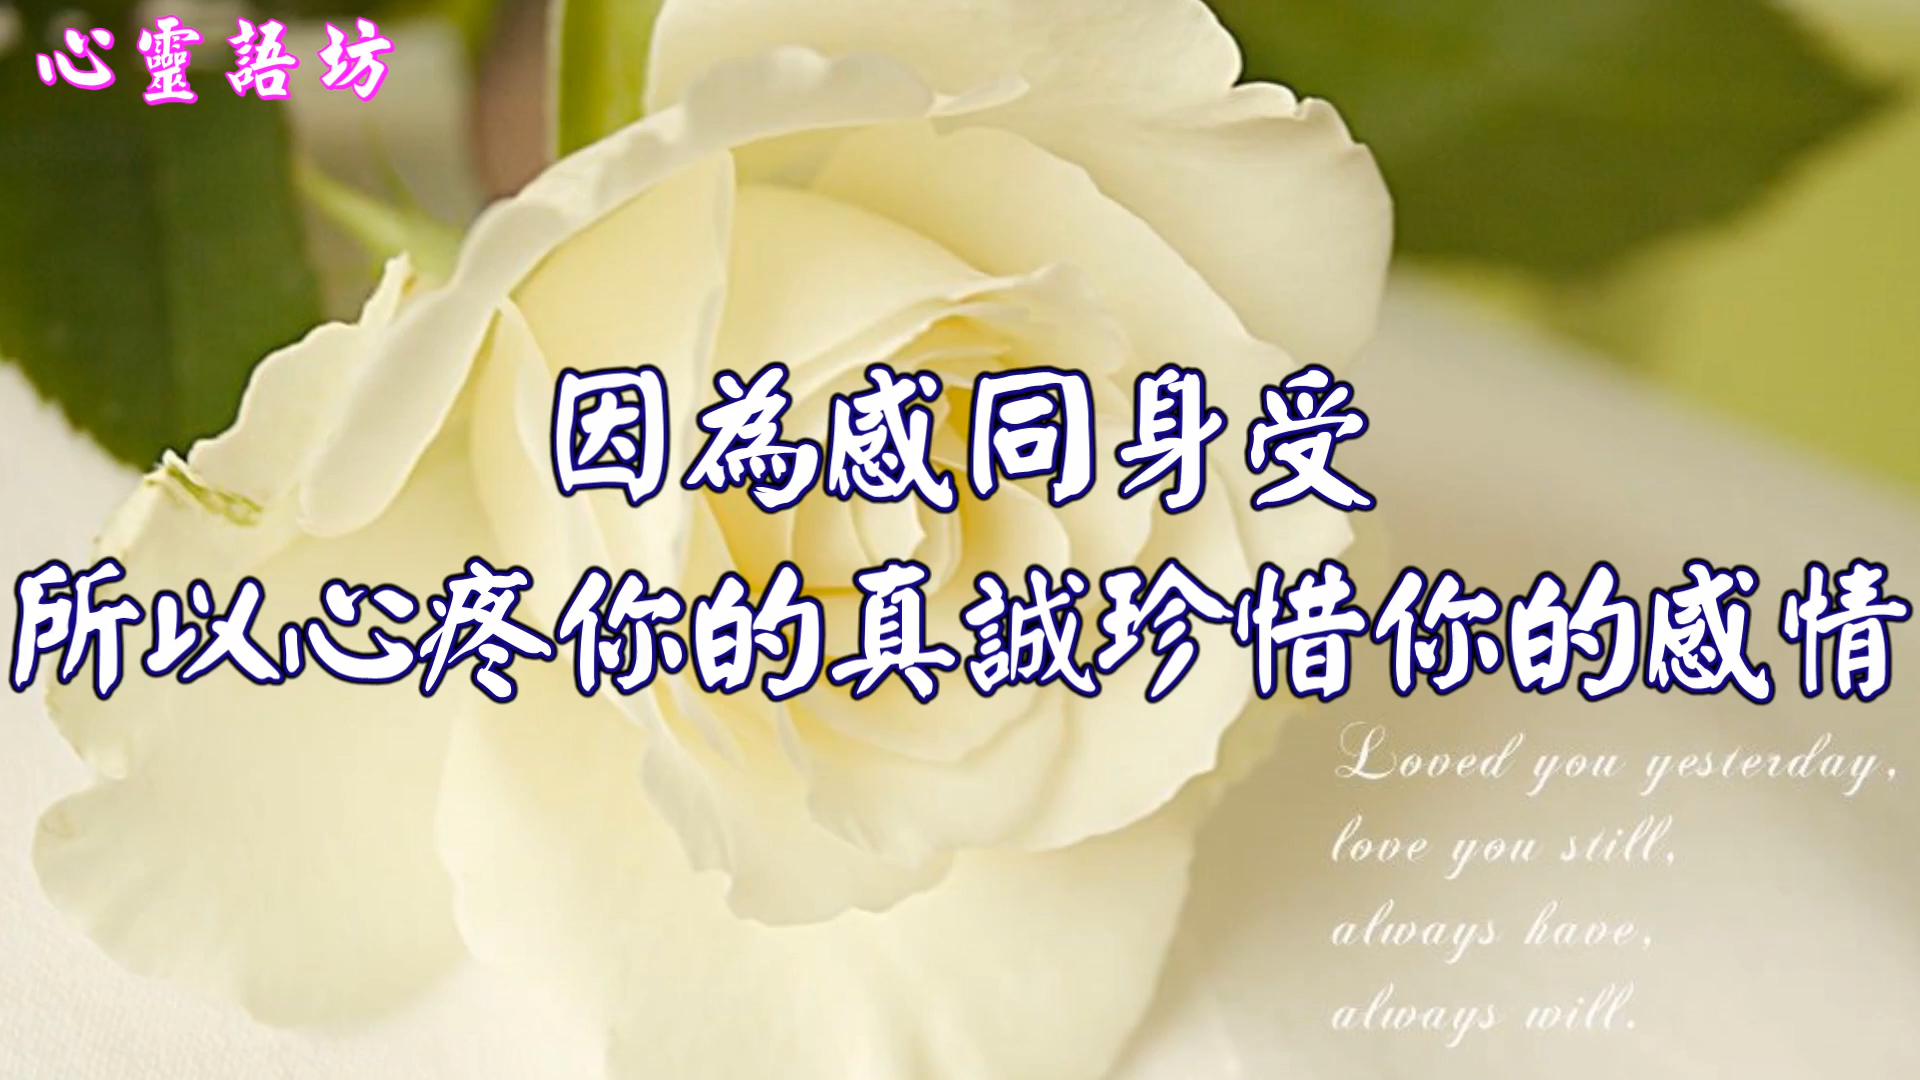 心靈語坊
因為感同身受
所以心疼你的真誠珍惜你的感情
Loved you yesterday,
love you still,
always have,
always will.